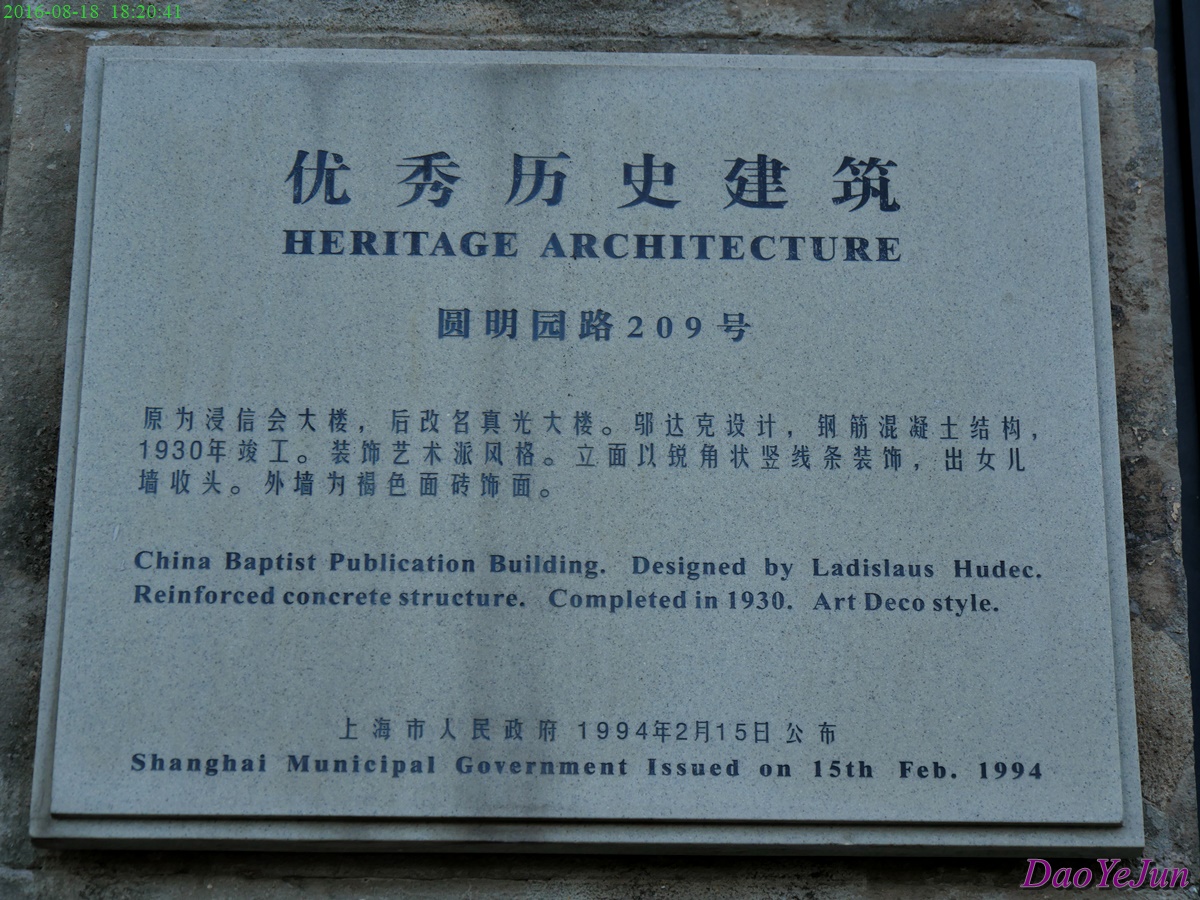 2016-08-18 18:20:41
优秀历史建筑
HERITAGE ARCHITECTURE
圆明园路209号
原为浸信会大楼，后改名真光大楼。邬达克设计，钢筋混凝土结构，
1930年竣工。装饰艺术派风格。立面以锐角状竖线条装饰，出女儿
墙收头。外墙为褐色面砖饰面。
China Baptist Publication Building. Designed by Ladislaus Hudec.
Reinforced concrete structure. Completed in 1930. Art Deco style.
上海市人民政府 1994年2月15日公布
Shanghai Municipal Government Issued on 15th Feb. 1994
DaoYeJun